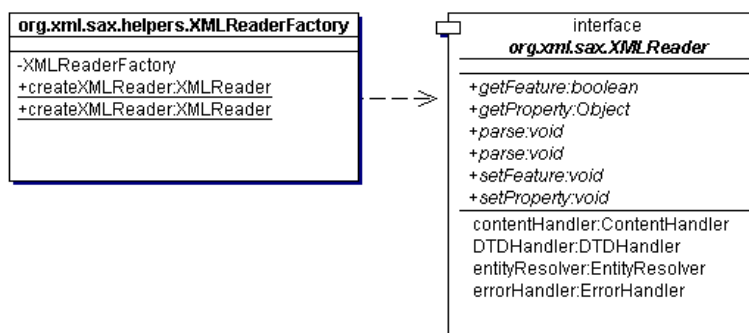 org.xml.sax.helpers.XMLReaderFactory
-XMLReaderFactory
+createXMLReader:XMLReader
+createXMLReader:XMLReader
interface
org.xml.sax.XMLReader
+getFeature:boolean
+getProperty:Object
+parse:void
+parse:void
+setFeature:void
+setProperty:void
contentHandler:ContentHandler
DTDHandler:DTDHandler
entityResolver:EntityResolver
errorHandler:ErrorHandler